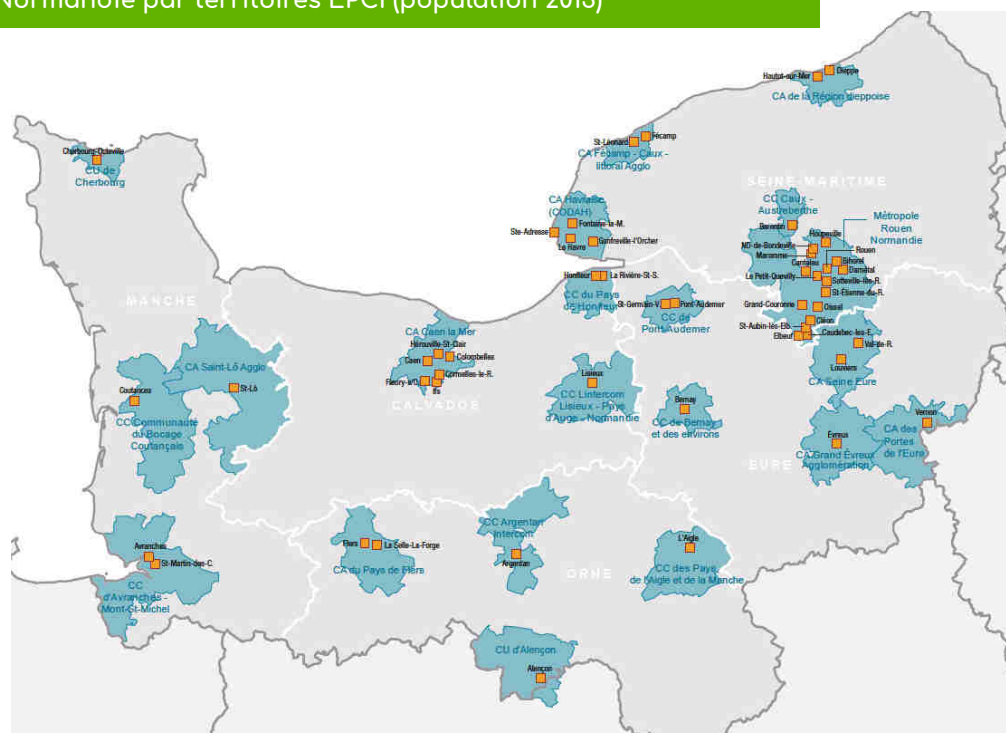 Normandie par territoires EPCI (population 2013)
Dieppe
Hautot-sur-Mer
CA de la Région dieppoise
Fécamp
St-Léonard
CA Fécamp - Caux -
littoral Agglo
Cherbourg-Octeville
CU de
Cherbourg
SEINE-MARITIME
CC Caux -
Austreberthe
Barentin
Métropole
Rouen
Normandie
CA Havraise
(CODAH)
Fontaine-la-M.
Ste-Adresse
Le Havre
Gonfreville-l'Orcher
Houppeville
Rouen
ND-de-Bondeville
Maromme
Bihorel
Canteleu
Darnétal
Le Petit-Quevilly
Sotteville-lès-R.
St-Étienne-du-R.
Honfleur
La Rivière-St-S.
CC du Pays
de Honfleur
St-Germain-V.
Pont-Audemer
CC de
Pont-Audemer
Grand-Couronne
Oissel
Cléon
St-Aubin-lès-Elb.
Caudebec-les-E.
Elbeuf
Val-de-R.
Louviers
CA Seine Eure
MANCHE
CA Caen la Mer
Hérouville-St-Clair
Caen
Colombelles
Cormelles-le-R.
Fleury-s/O.
Ifs
CALVADOS
CA Saint-Lô Agglo
St-Lô
Coutances
CC Communauté
du Bocage
Coutançais
Lisieux
CC Lintercom
Lisieux - Pays
d'Auge - Normandie
Bernay
CC de Bernay
et des environs
Vernon
CA des
Portes
de l'Eure
Évreux
CA Grand Évreux
Agglomération
EURE
Avranches
St-Martin-des-C.
CC
d'Avranches -
Mont-St-Michel
Flers
La Selle-La-Forge
CA du Pays de Flers
CC Argentan
Intercom
Argentan
ORNE
L'Aigle
CC des Pays
de l'Aigle et de la Marche
CU d'Alençon
Alençon